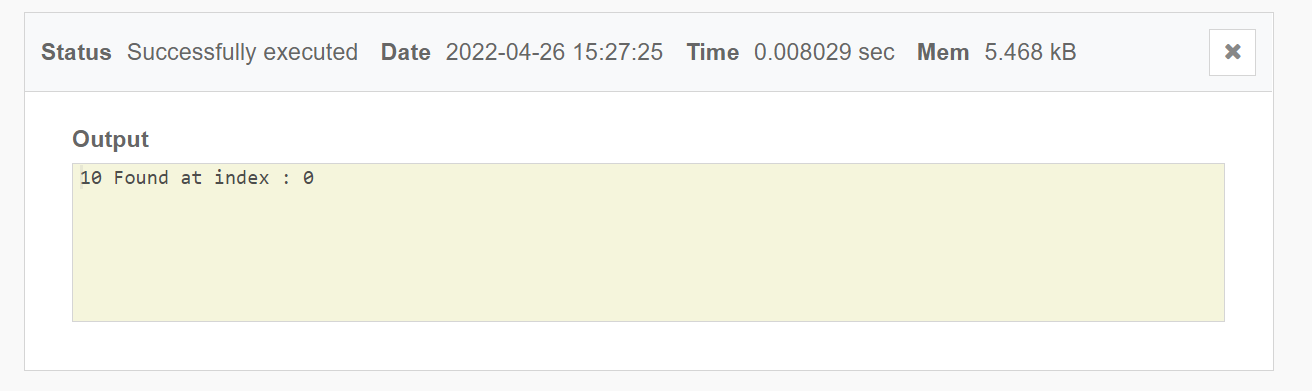 Status Successfully executed Date 2022-04-26 15:27:25 Time 0.008029 sec Mem 5.468 kB
Output
10 Found at index : 0